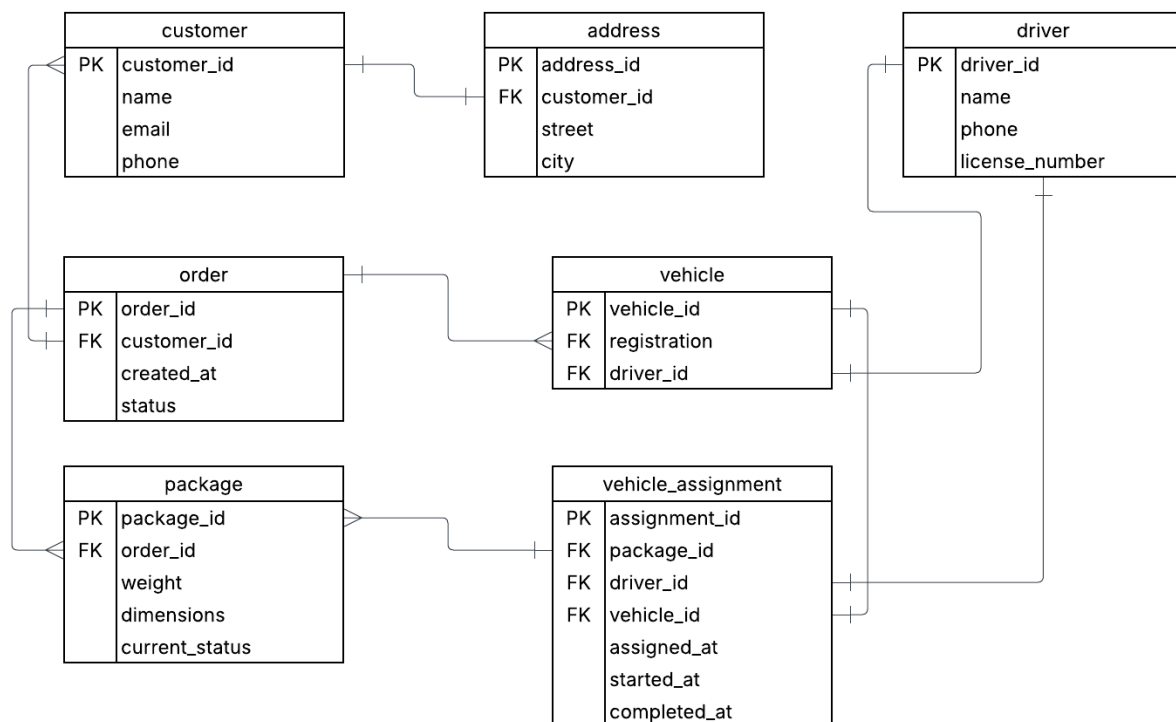 customer
PK customer_id
name
email
phone
address
PK address_id
FK customer_id
street
city
driver
PK driver_id
name
phone
license_number
order
PK order_id
FK customer_id
created_at
status
vehicle
PK vehicle_id
FK registration
FK driver_id
package
PK package_id
FK order_id
weight
dimensions
current_status
vehicle_assignment
PK assignment_id
FK package_id
FK driver_id
FK vehicle_id
assigned_at
started_at
completed_at